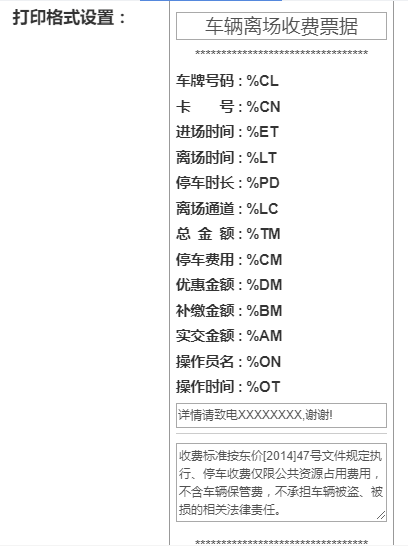 打印格式设置：
车辆离场收费票据
**********************************
车牌号码 : %CL
卡 号 : %CN
进场时间 : %ET
离场时间 : %LT
停车时长 : %PD
离场通道 : %LC
总 金 额 : %TM
停车费用 : %CM
优惠金额 : %DM
补缴金额 : %BM
实交金额 : %AM
操作员名 : %ON
操作时间 : %OT
详情请致电XXXXXXXX,谢谢!
收费标准按东价[2014]47号文件规定执
行、停车收费仅限公共资源占用费用，
不含车辆保管费，不承担车辆被盗、被
损的相关法律责任。
**********************************